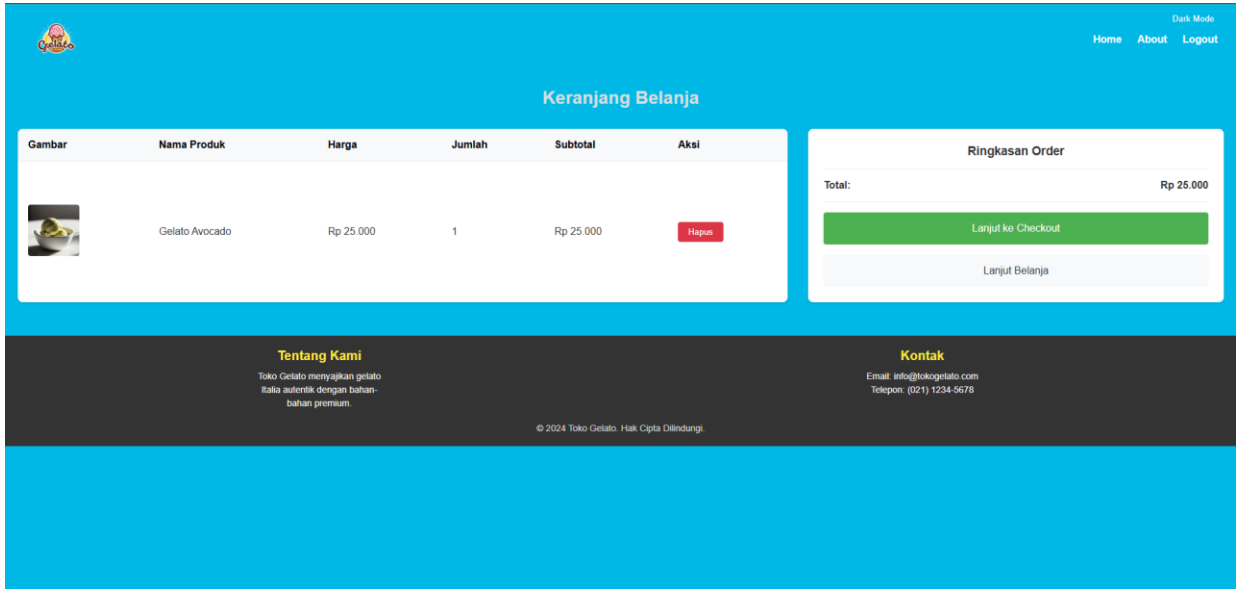 Gelato
Dark Mode
Home About Logout
Keranjang Belanja
Gambar Nama Produk Harga Jumlah Subtotal Aksi
Gelato Avocado Rp 25.000 1 Rp 25.000 Hapus
Ringkasan Order
Total: Rp 25.000
Lanjut ke Checkout
Lanjut Belanja
Tentang Kami
Toko Gelato menyajikan gelato
Italia autentik dengan bahan-
bahan premium.
Kontak
Email: info@tokogelato.com
Telepon: (021) 1234-5678
© 2024 Toko Gelato. Hak Cipta Dilindungi.